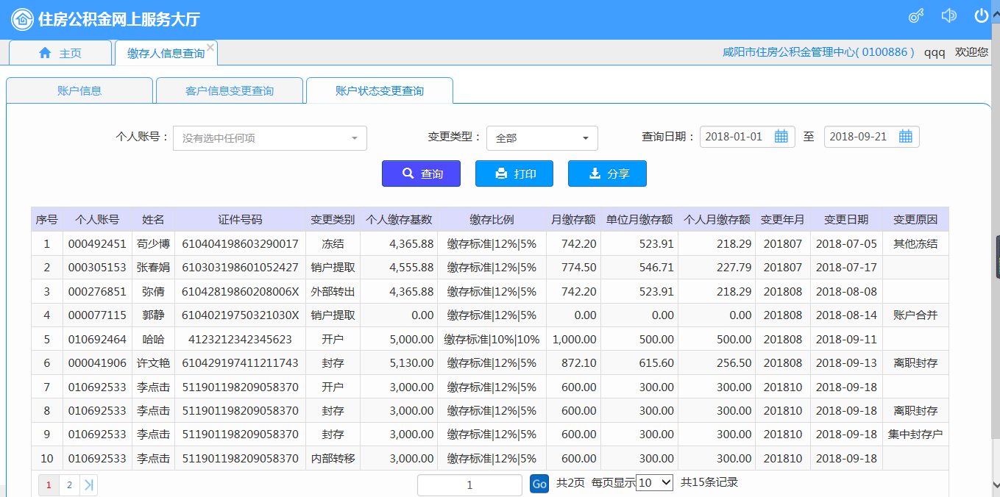 住房公积金网上服务大厅
主页 缴存人信息查询 咸阳市住房公积金管理中心( 0100886 ) qqq 欢迎您
账户信息 客户信息变更查询 账户状态变更查询
个人账号： 没有选中任何项 变更类型： 全部 查询日期： 2018-01-01 至 2018-09-21
查询 打印 分享
序号 个人账号 姓名 证件号码 变更类别 个人缴存基数 缴存比例 月缴存额 单位月缴存额 个人月缴存额 变更年月 变更日期 变更原因
1 000492451 苟少博 610404198603290017 冻结 4,365.88 缴存标准|12%|5% 742.20 523.91 218.29 201807 2018-07-05 其他冻结
2 000305153 张春娟 610303198601052427 销户提取 4,555.88 缴存标准|12%|5% 774.50 546.71 227.79 201807 2018-07-17
3 000276851 弥倩 61042819860208006X 外部转出 4,365.88 缴存标准|12%|5% 742.20 523.91 218.29 201808 2018-08-08
4 000077115 郭静 61040219750321030X 销户提取 0.00 缴存标准|12%|5% 0.00 0.00 0.00 201808 2018-08-14 账户合并
5 010692464 哈哈 4123212342345623 开户 5,000.00 缴存标准|10%|10% 1,000.00 500.00 500.00 201808 2018-09-11
6 000041906 许文艳 610429197411211743 封存 5,130.00 缴存标准|12%|5% 872.10 615.60 256.50 201808 2018-09-13 离职封存
7 010692533 李点击 511901198209058370 开户 3,000.00 缴存标准|12%|5% 600.00 300.00 300.00 201810 2018-09-18
8 010692533 李点击 511901198209058370 封存 3,000.00 缴存标准|12%|5% 600.00 300.00 300.00 201810 2018-09-18 离职封存
9 010692533 李点击 511901198209058370 封存 3,000.00 缴存标准|12%|5% 600.00 300.00 300.00 201810 2018-09-18 集中封存户
10 010692533 李点击 511901198209058370 内部转移 3,000.00 缴存标准|12%|5% 600.00 300.00 300.00 201810 2018-09-18
1 2 1 Go 共2页 每页显示 10 共15条记录